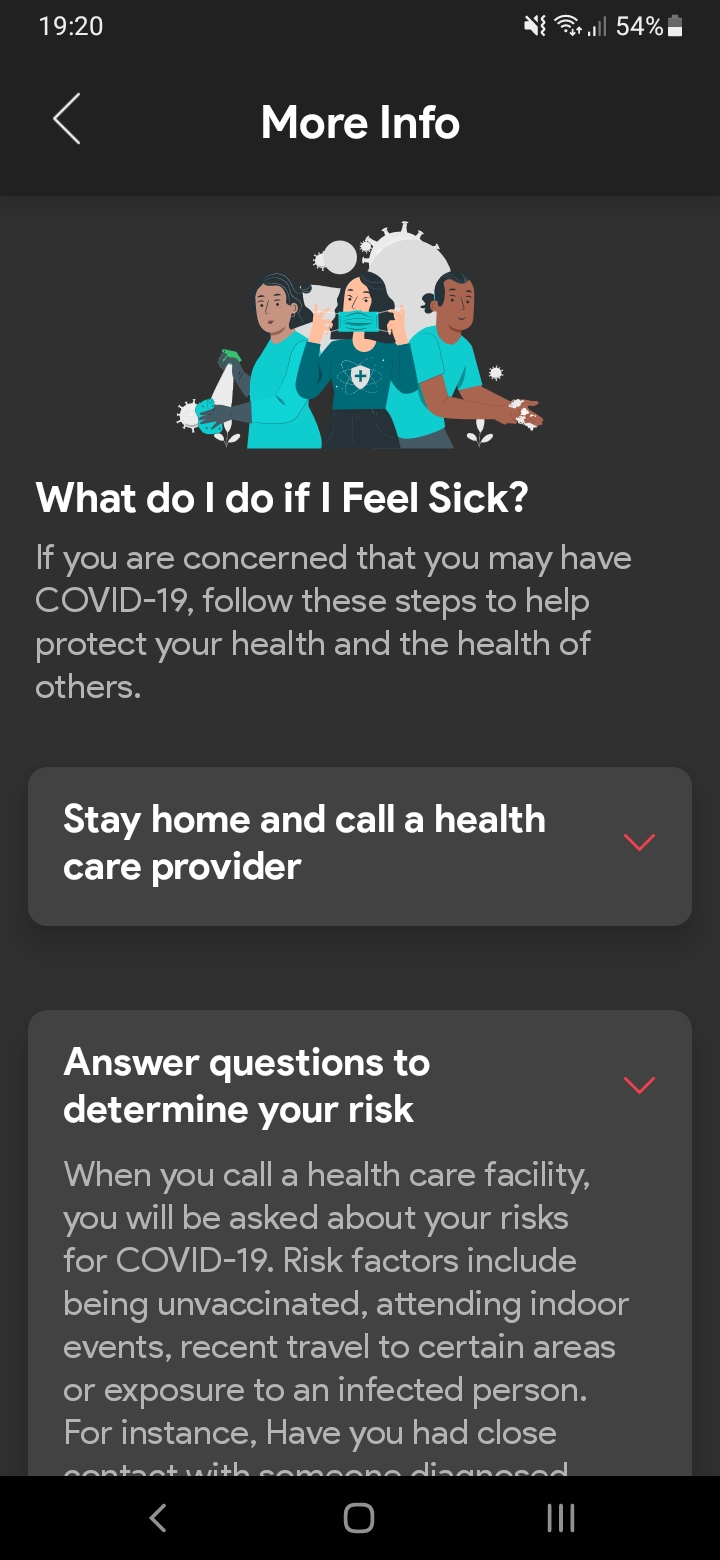 19:20
54%
More Info
What do I do if I Feel Sick?
If you are concerned that you may have
COVID-19, follow these steps to help
protect your health and the health of
others.
Stay home and call a health
care provider
Answer questions to
determine your risk
When you call a health care facility,
you will be asked about your risks
for COVID-19. Risk factors include
being unvaccinated, attending indoor
events, recent travel to certain areas
or exposure to an infected person.
For instance, Have you had close
contact with someone diagnosed